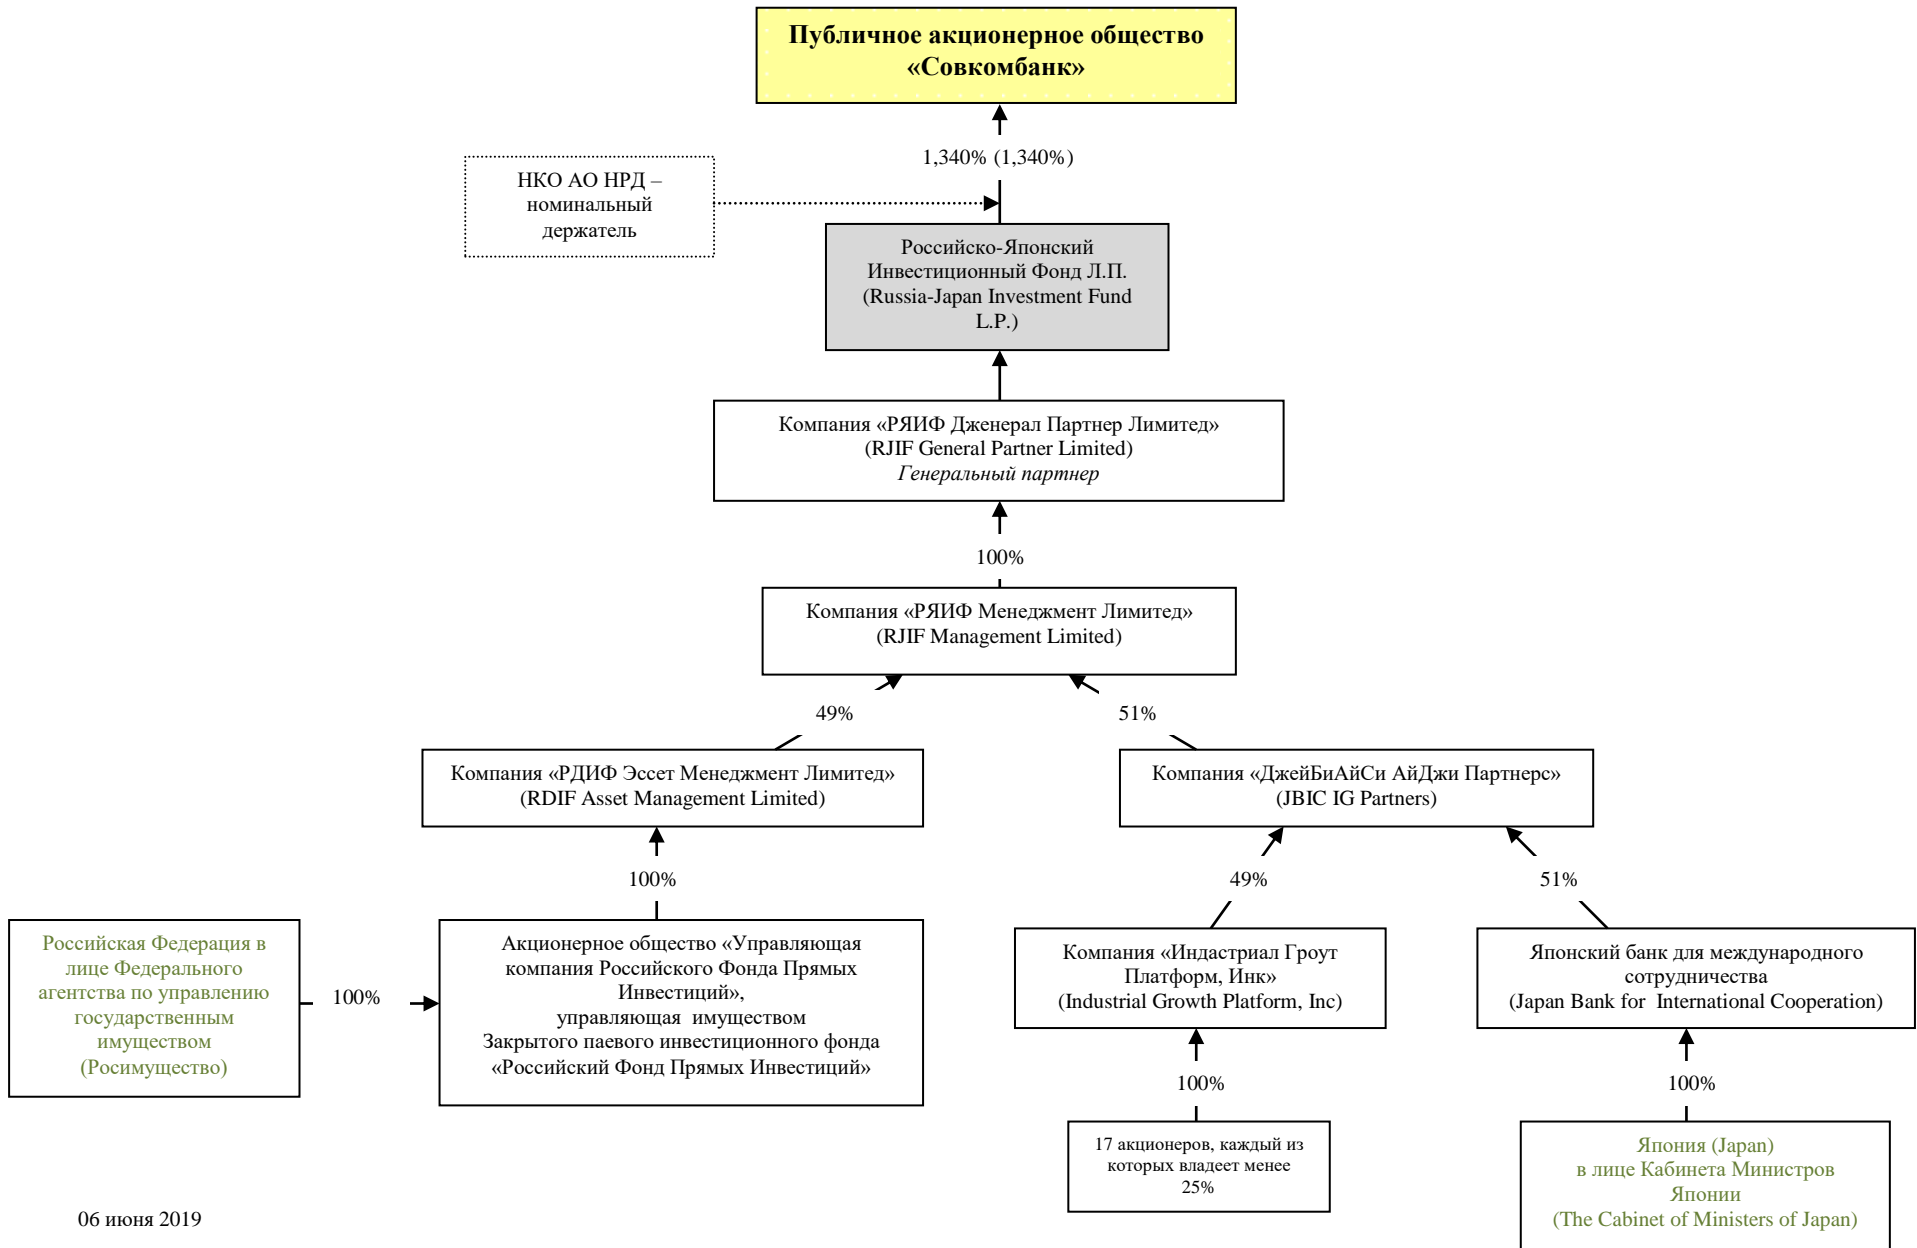 Публичное акционерное общество
«Совкомбанк»
1,340% (1,340%)
НКО АО НРД –
номинальный
держатель
Российско-Японский
Инвестиционный Фонд Л.П.
(Russia-Japan Investment Fund
L.P.)
Компания «РЯИФ Дженерал Партнер Лимитед»
(RJIF General Partner Limited)
Генеральный партнер
100%
Компания «РЯИФ Менеджмент Лимитед»
(RJIF Management Limited)
49%
51%
Компания «РДИФ Эссет Менеджмент Лимитед»
(RDIF Asset Management Limited)
Компания «ДжейБиАйСи АйДжи Партнерс»
(JBIC IG Partners)
100%
49%
51%
Российская Федерация в
лице Федерального
агентства по управлению
государственным
имуществом
(Росимущество)
100%
Акционерное общество «Управляющая
компания Российского Фонда Прямых
Инвестиций»,
управляющая имуществом
Закрытого паевого инвестиционного фонда
«Российский Фонд Прямых Инвестиций»
Компания «Индастриал Гроут
Платформ, Инк»
(Industrial Growth Platform, Inc)
Японский банк для международного
сотрудничества
(Japan Bank for International Cooperation)
100%
100%
17 акционеров, каждый из
которых владеет менее
25%
Япония (Japan)
в лице Кабинета Министров
Японии
(The Cabinet of Ministers of Japan)
06 июня 2019